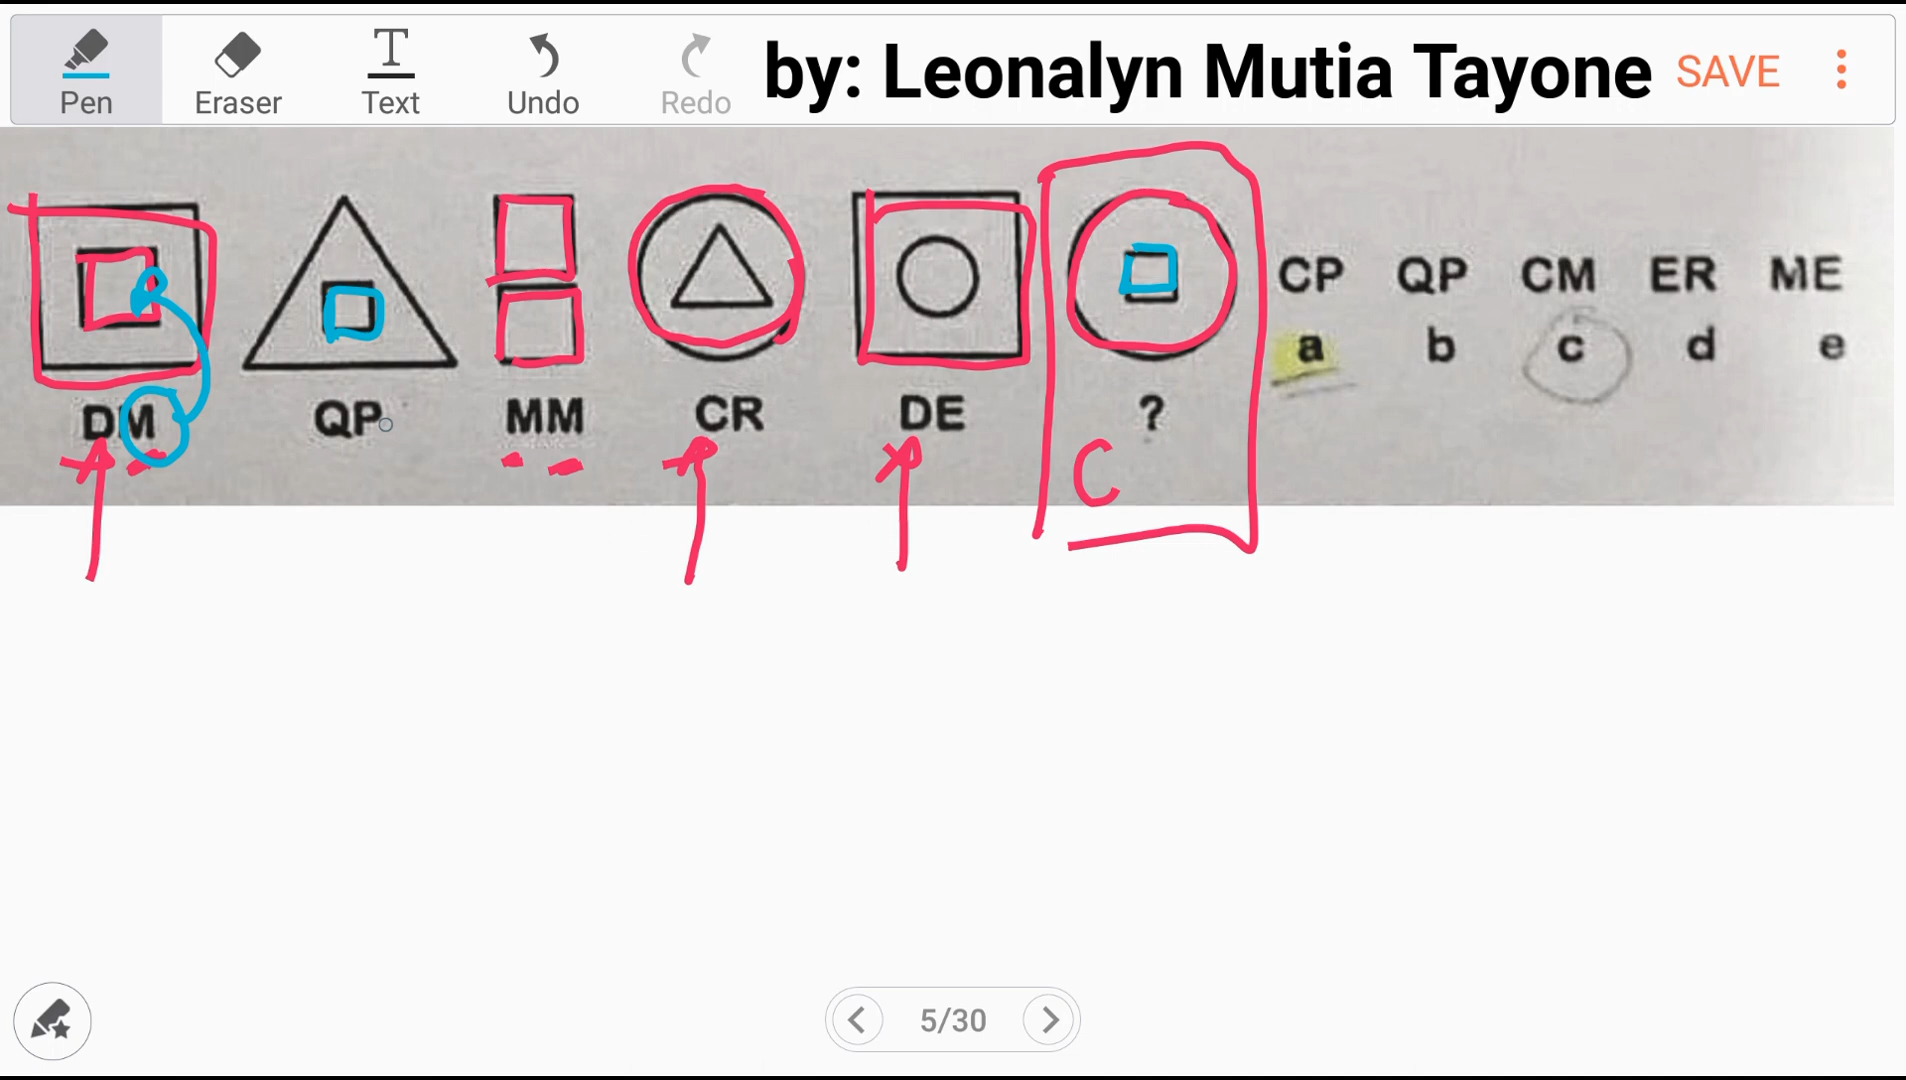 Pen Eraser Text Undo Redo by: Leonalyn Mutia Tayone SAVE
CP QP CM ER ME
a b c d e
DM QP MM CR DE ?
C
5/30